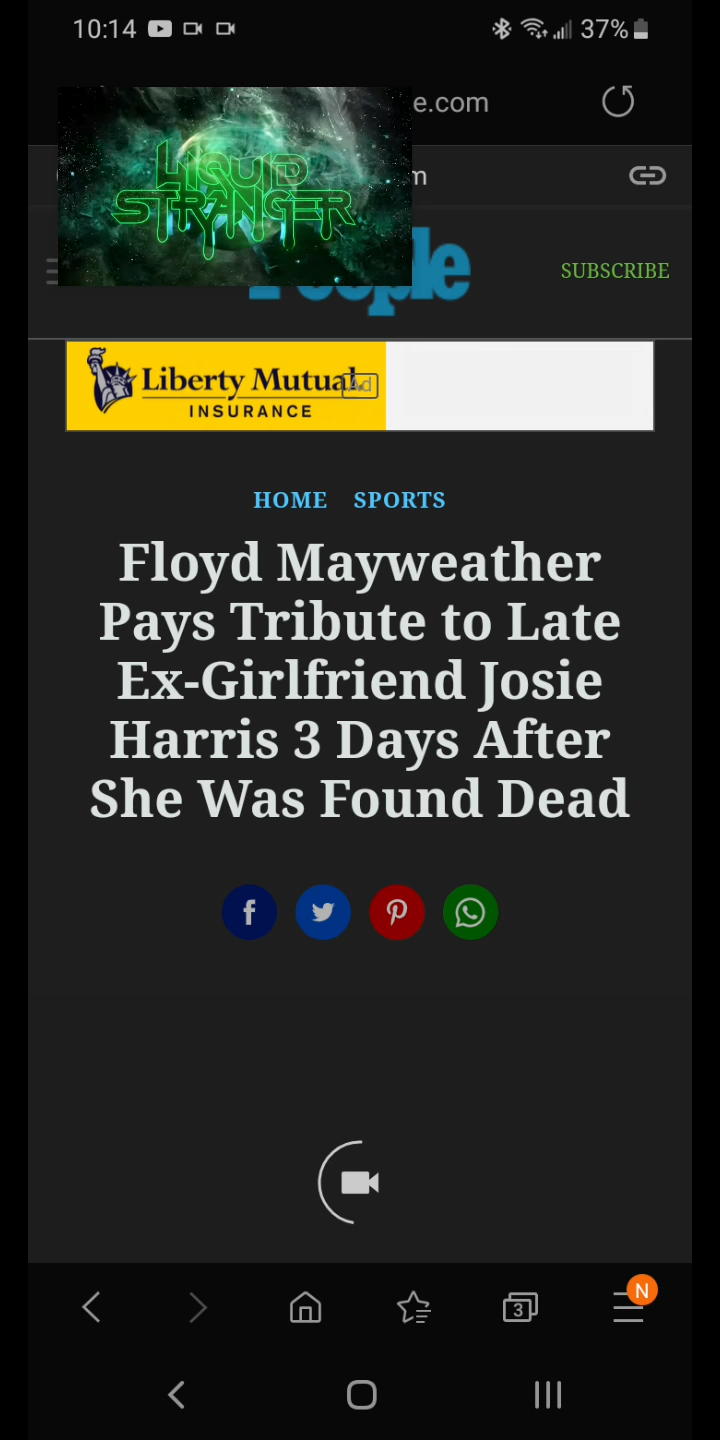 10:14
37%
e.com
m
LIQUID
STRANGER
People
SUBSCRIBE
Liberty Mutual
INSURANCE
Ad
HOME SPORTS
Floyd Mayweather
Pays Tribute to Late
Ex-Girlfriend Josie
Harris 3 Days After
She Was Found Dead
3
N